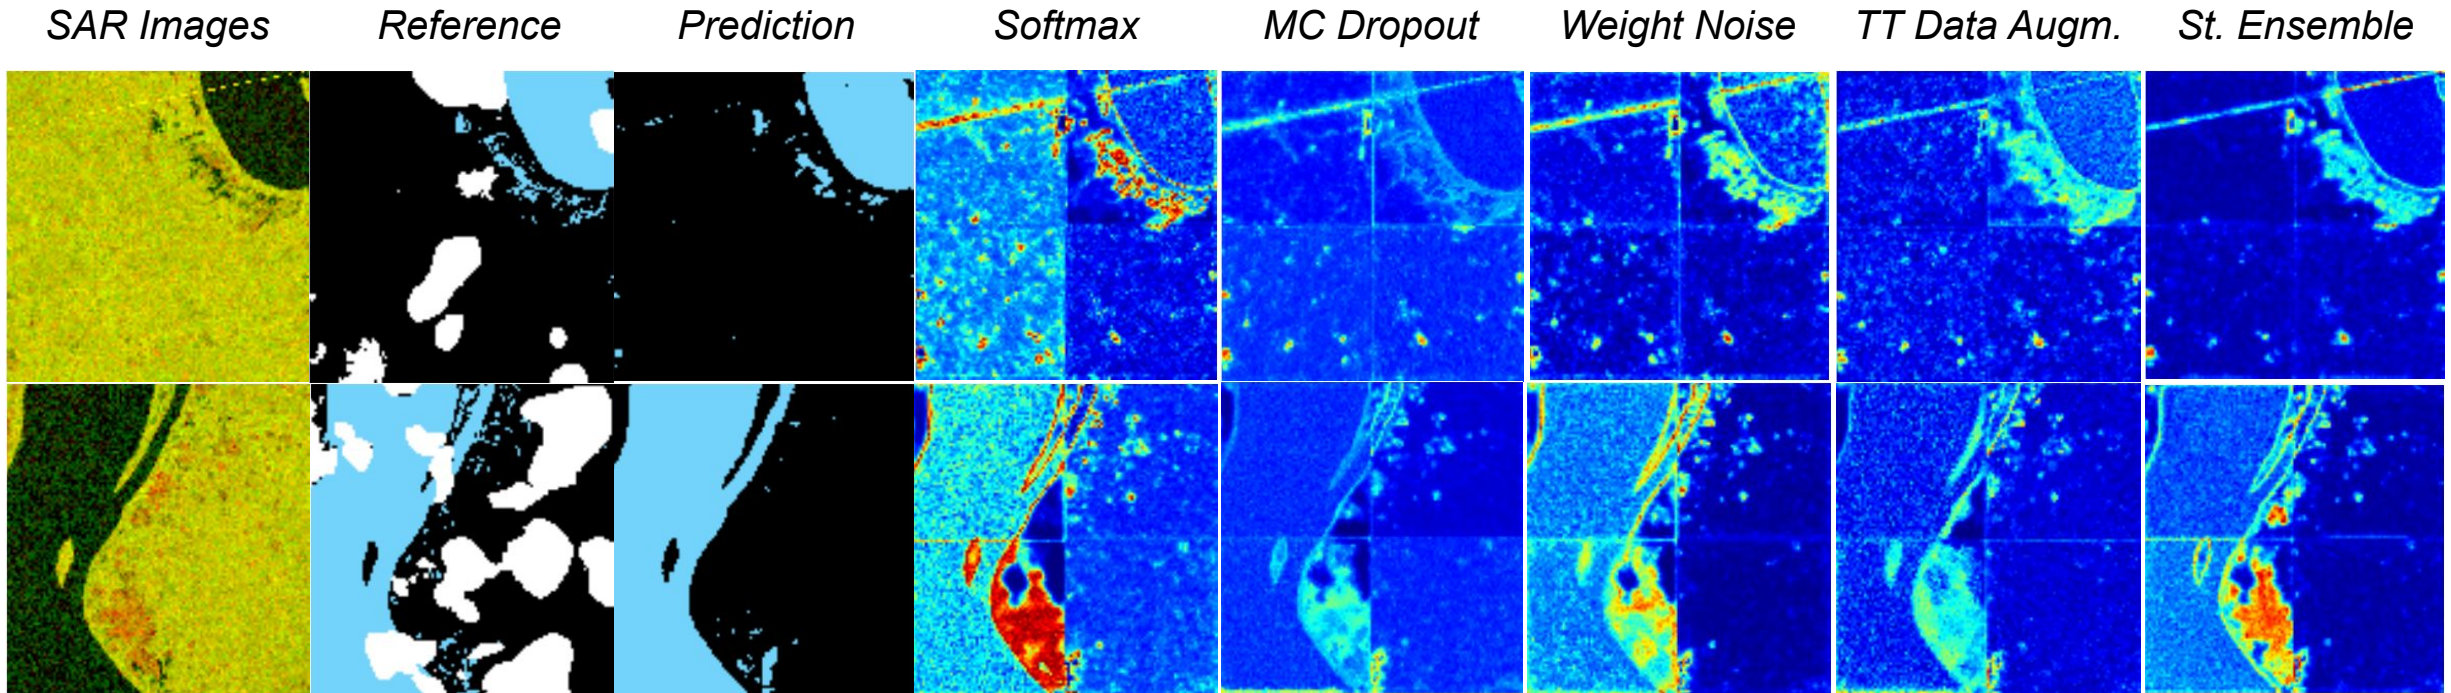 SAR Images Reference Prediction Softmax MC Dropout Weight Noise TT Data Augm. St. Ensemble